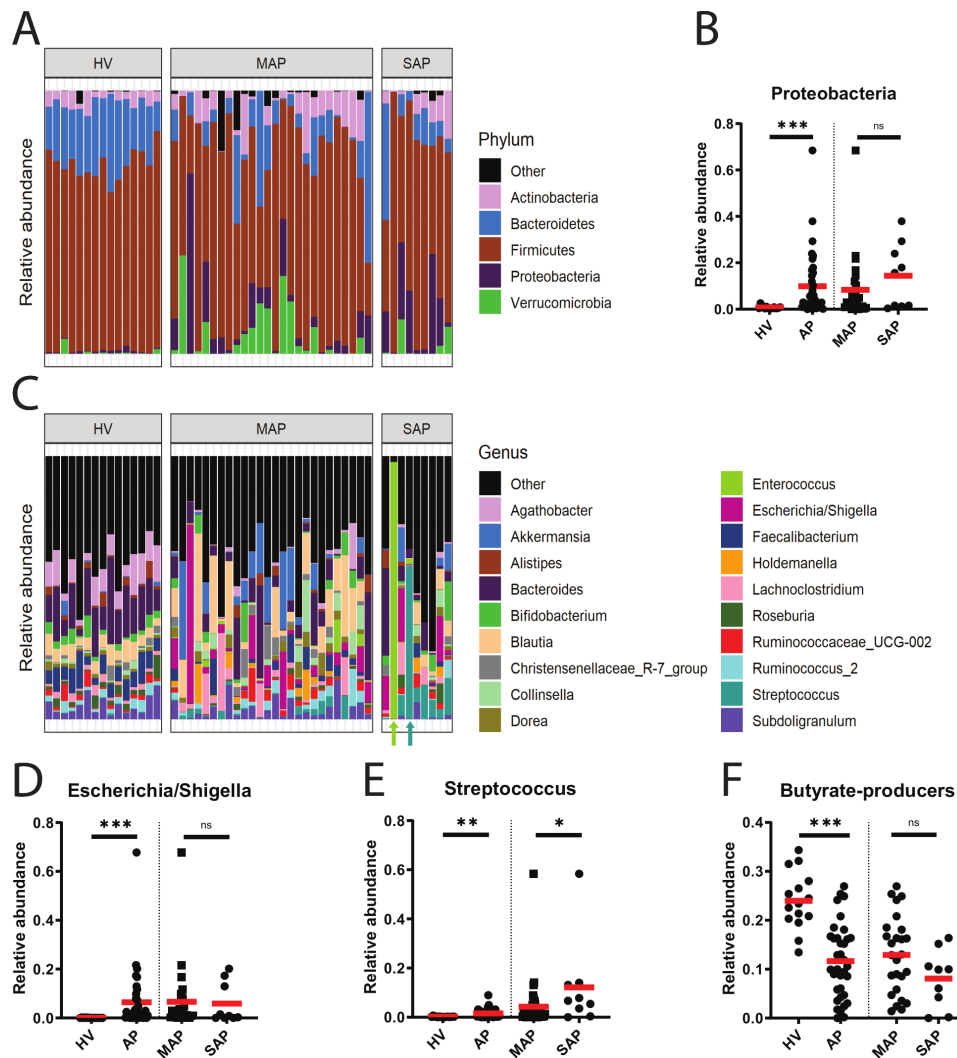 A
HV
MAP
SAP
Relative abundance
Phylum
Other
Actinobacteria
Bacteroidetes
Firmicutes
Proteobacteria
Verrucomicrobia
B
Proteobacteria
***
ns
0.8
0.6
0.4
0.2
0.0
Relative abundance
HV
AP
MAP
SAP
C
HV
MAP
SAP
Relative abundance
Genus
Other
Agathobacter
Akkermansia
Alistipes
Bacteroides
Bifidobacterium
Blautia
Christensenellaceae_R-7_group
Collinsella
Dorea
Enterococcus
Escherichia/Shigella
Faecalibacterium
Holdemanella
Lachnoclostridium
Roseburia
Ruminococcaceae_UCG-002
Ruminococcus_2
Streptococcus
Subdoligranulum
D
Escherichia/Shigella
***
ns
0.8
0.6
0.4
0.2
0.0
Relative abundance
HV
AP
MAP
SAP
E
Streptococcus
**
*
0.8
0.6
0.4
0.2
0.0
Relative abundance
HV
AP
MAP
SAP
F
Butyrate-producers
***
ns
0.4
0.3
0.2
0.1
0.0
Relative abundance
HV
AP
MAP
SAP